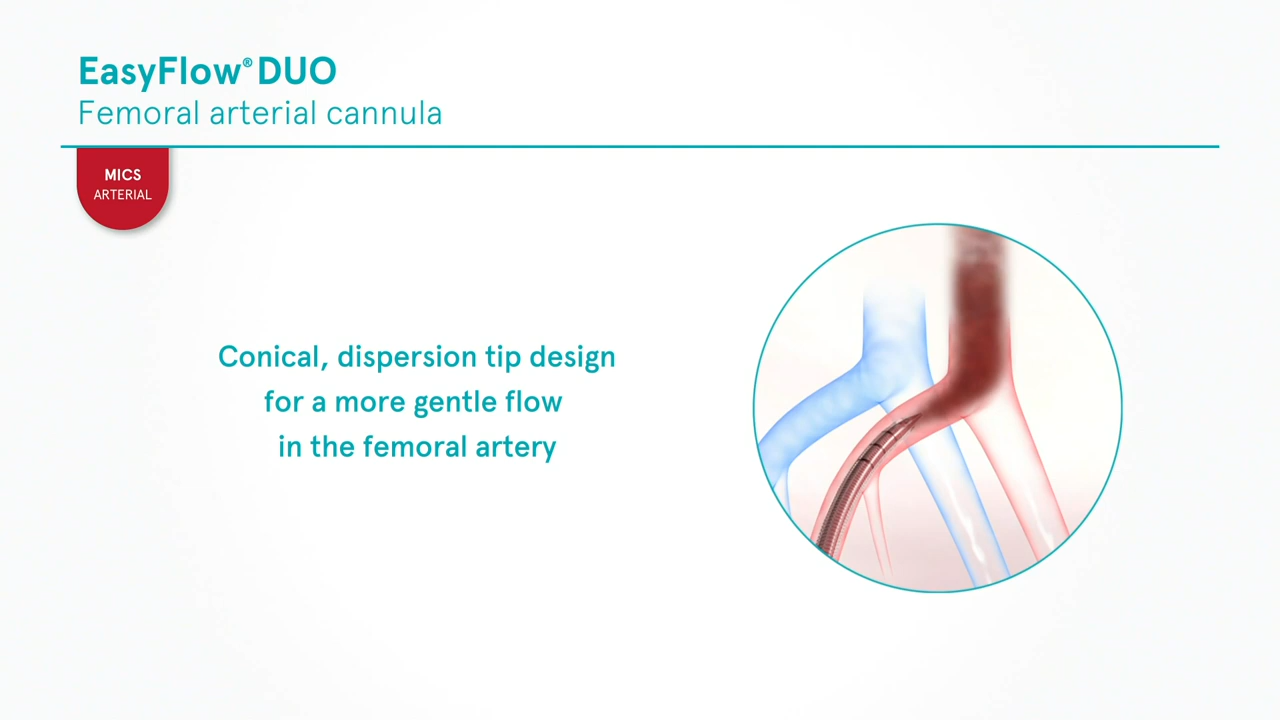 EasyFlow® DUO
Femoral arterial cannula
MICS
ARTERIAL
Conical, dispersion tip design
for a more gentle flow
in the femoral artery